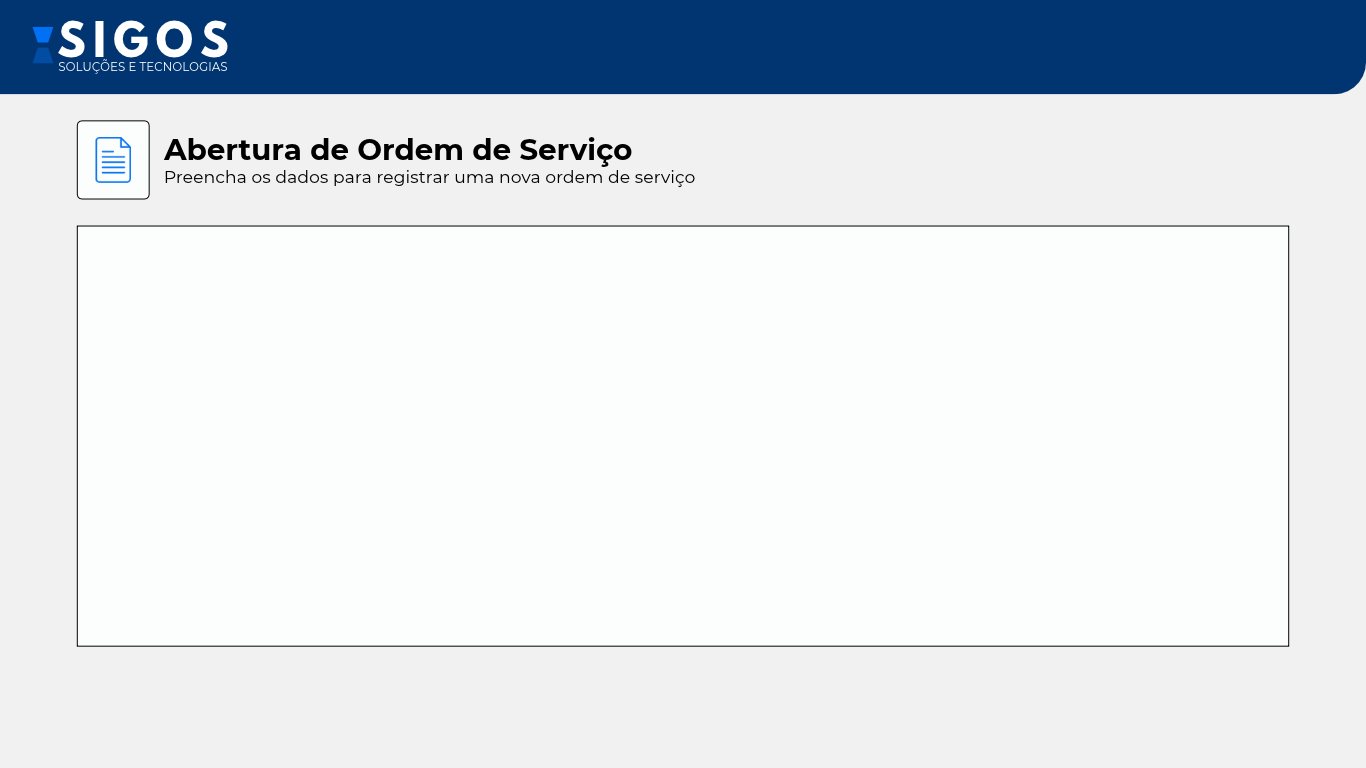 SIGOS
SOLUÇÕES E TECNOLOGIAS
Abertura de Ordem de Serviço
Preencha os dados para registrar uma nova ordem de serviço